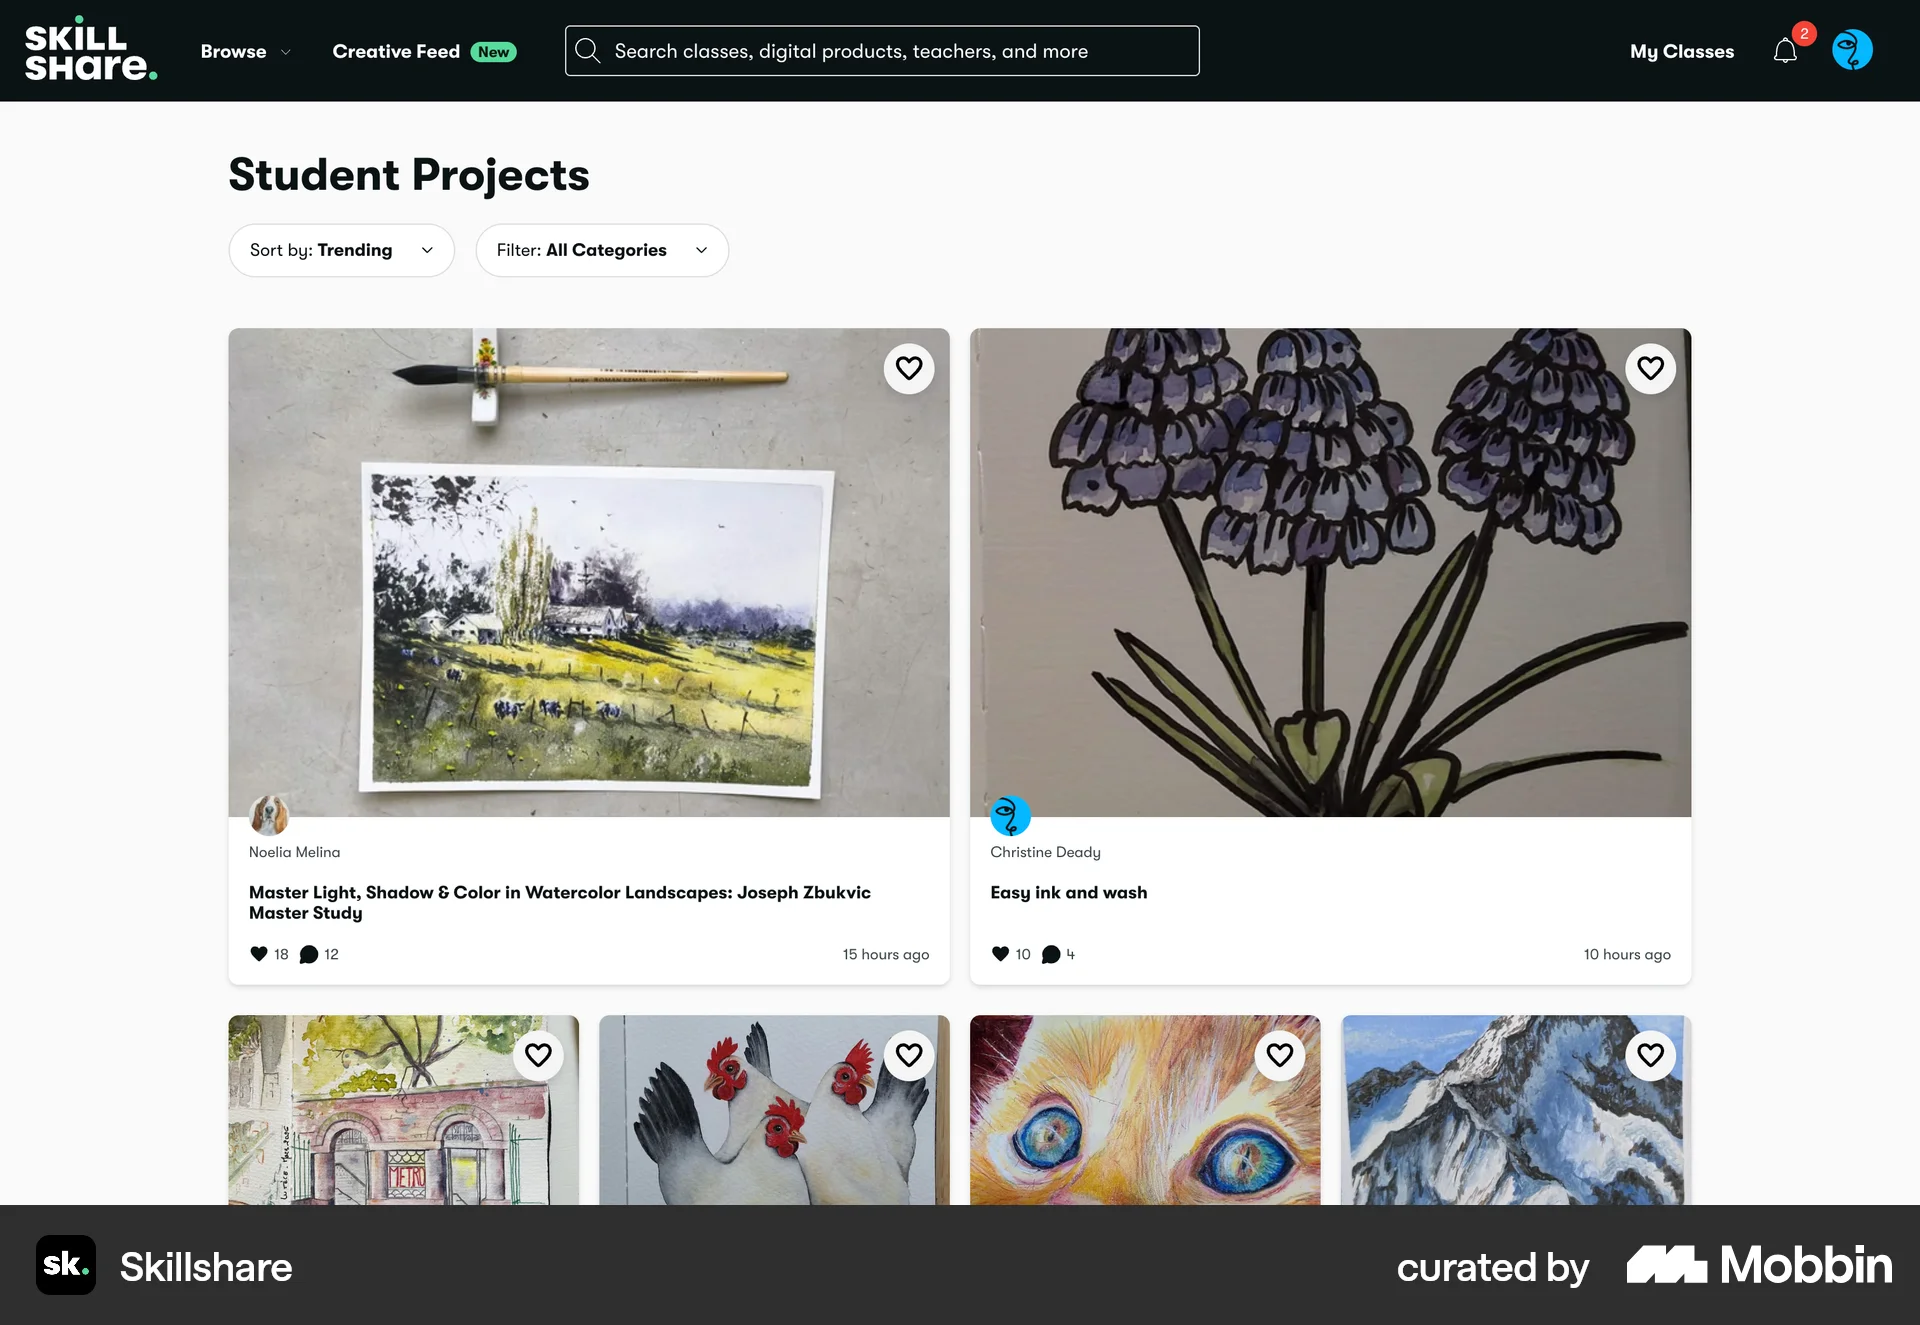 SKILL
SHare.
Browse
Creative Feed New
Search classes, digital products, teachers, and more
My Classes
2
Student Projects
Sort by: Trending
Filter: All Categories
Noelia Melina
Master Light, Shadow & Color in Watercolor Landscapes: Joseph Zbukvic
Master Study
18 12
15 hours ago
Christine Deady
Easy ink and wash
10 4
10 hours ago
METRO
sk.
Skillshare
curated by
Mobbin